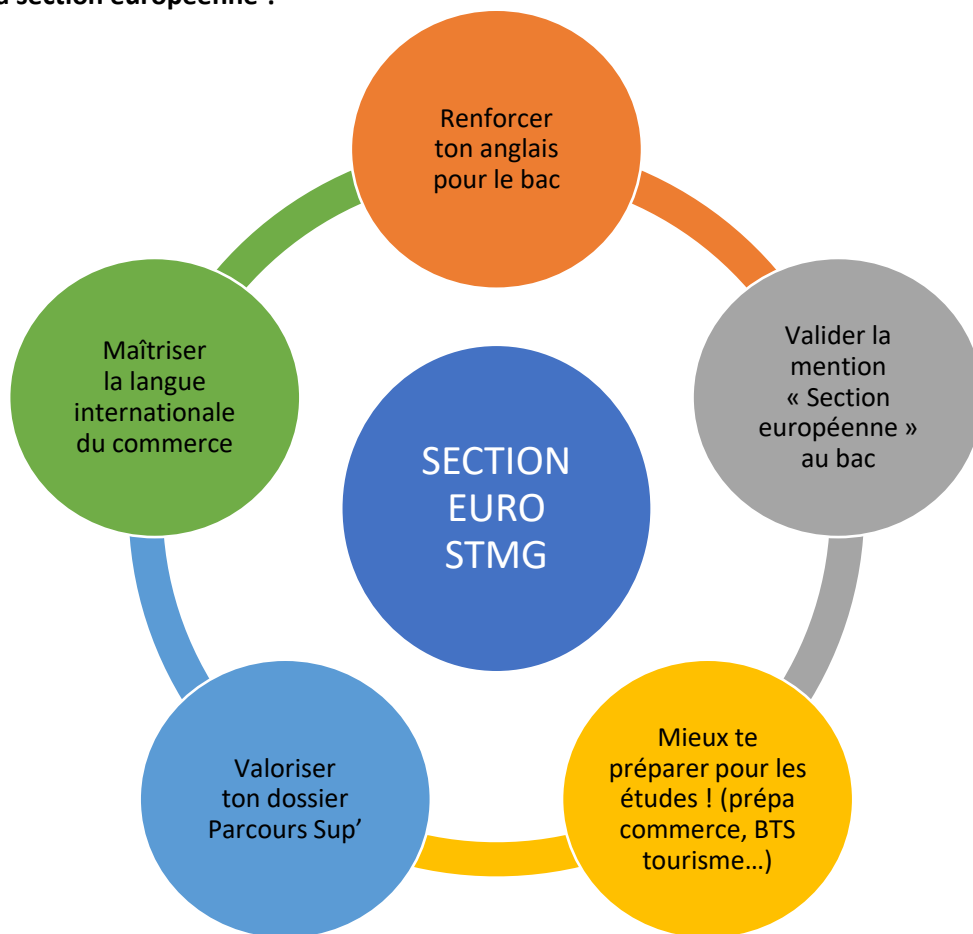 section européenne !
Renforcer
ton anglais
pour le bac
Valider la
mention
« Section
européenne »
au bac
Mieux te
préparer pour les
études ! (prépa
commerce, BTS
tourisme…)
Valoriser
ton dossier
Parcours Sup’
Maîtriser
la langue
internationale
du commerce
SECTION
EURO
STMG